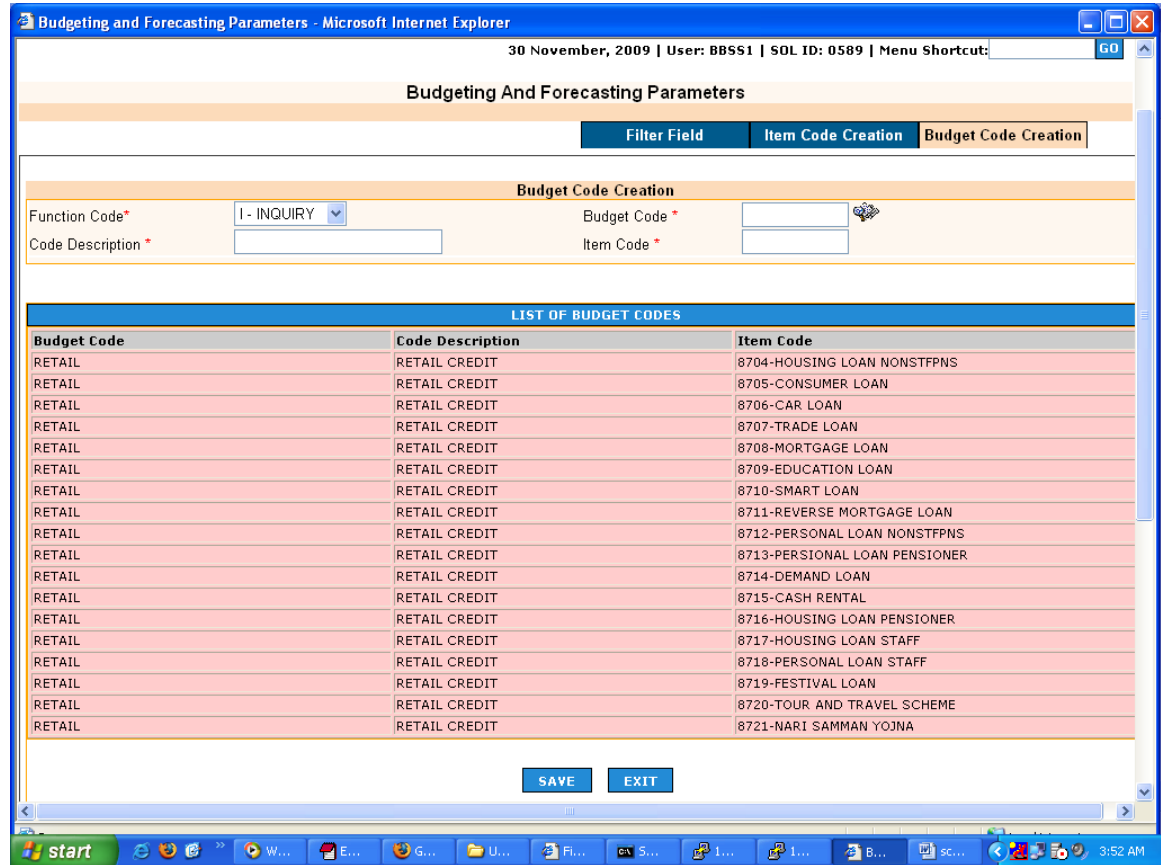 Budgeting and Forecasting Parameters - Microsoft Internet Explorer
30 November, 2009 | User: BBSS1 | SOL ID: 0589 | Menu Shortcut: GO
Budgeting And Forecasting Parameters
Filter Field Item Code Creation Budget Code Creation
Budget Code Creation
Function Code* I - INQUIRY Budget Code *
Code Description * Item Code *
LIST OF BUDGET CODES
Budget Code Code Description Item Code
RETAIL RETAIL CREDIT 8704-HOUSING LOAN NONSTFPNS
RETAIL RETAIL CREDIT 8705-CONSUMER LOAN
RETAIL RETAIL CREDIT 8706-CAR LOAN
RETAIL RETAIL CREDIT 8707-TRADE LOAN
RETAIL RETAIL CREDIT 8708-MORTGAGE LOAN
RETAIL RETAIL CREDIT 8709-EDUCATION LOAN
RETAIL RETAIL CREDIT 8710-SMART LOAN
RETAIL RETAIL CREDIT 8711-REVERSE MORTGAGE LOAN
RETAIL RETAIL CREDIT 8712-PERSONAL LOAN NONSTFPNS
RETAIL RETAIL CREDIT 8713-PERSIONAL LOAN PENSIONER
RETAIL RETAIL CREDIT 8714-DEMAND LOAN
RETAIL RETAIL CREDIT 8715-CASH RENTAL
RETAIL RETAIL CREDIT 8716-HOUSING LOAN PENSIONER
RETAIL RETAIL CREDIT 8717-HOUSING LOAN STAFF
RETAIL RETAIL CREDIT 8718-PERSONAL LOAN STAFF
RETAIL RETAIL CREDIT 8719-FESTIVAL LOAN
RETAIL RETAIL CREDIT 8720-TOUR AND TRAVEL SCHEME
RETAIL RETAIL CREDIT 8721-NARI SAMMAN YOJNA
SAVE EXIT
start W... E... G... U... Fi... S... 1... 1... B... sc... 3:52 AM